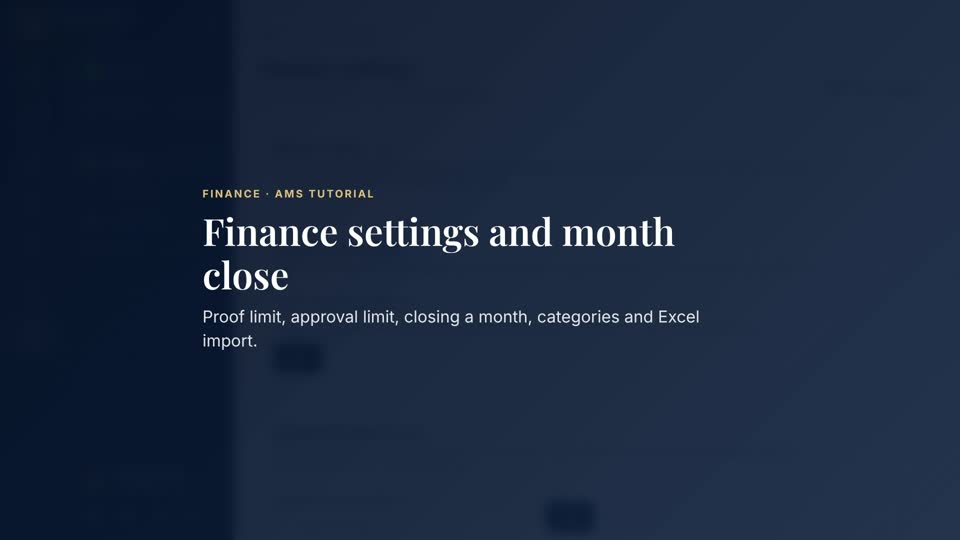 FINANCE · AMS TUTORIAL
Finance settings and month
close
Proof limit, approval limit, closing a month, categories and Excel
import.